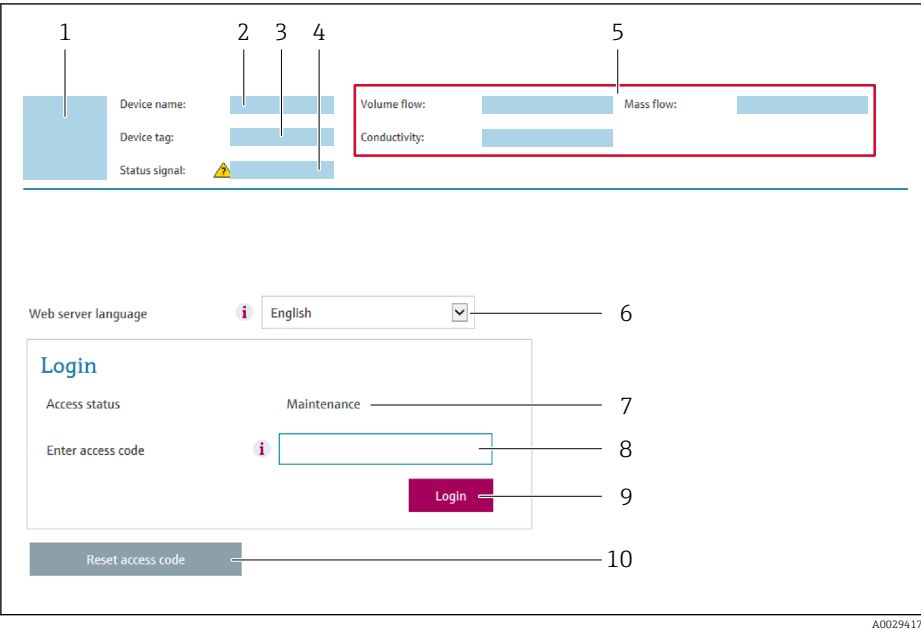 1 2 3 4 5
Device name: Volume flow: Mass flow:
Device tag: Conductivity:
Status signal: ?
Web server language i English 6
Login
Access status Maintenance 7
Enter access code i 8
Login 9
Reset access code 10
A0029417